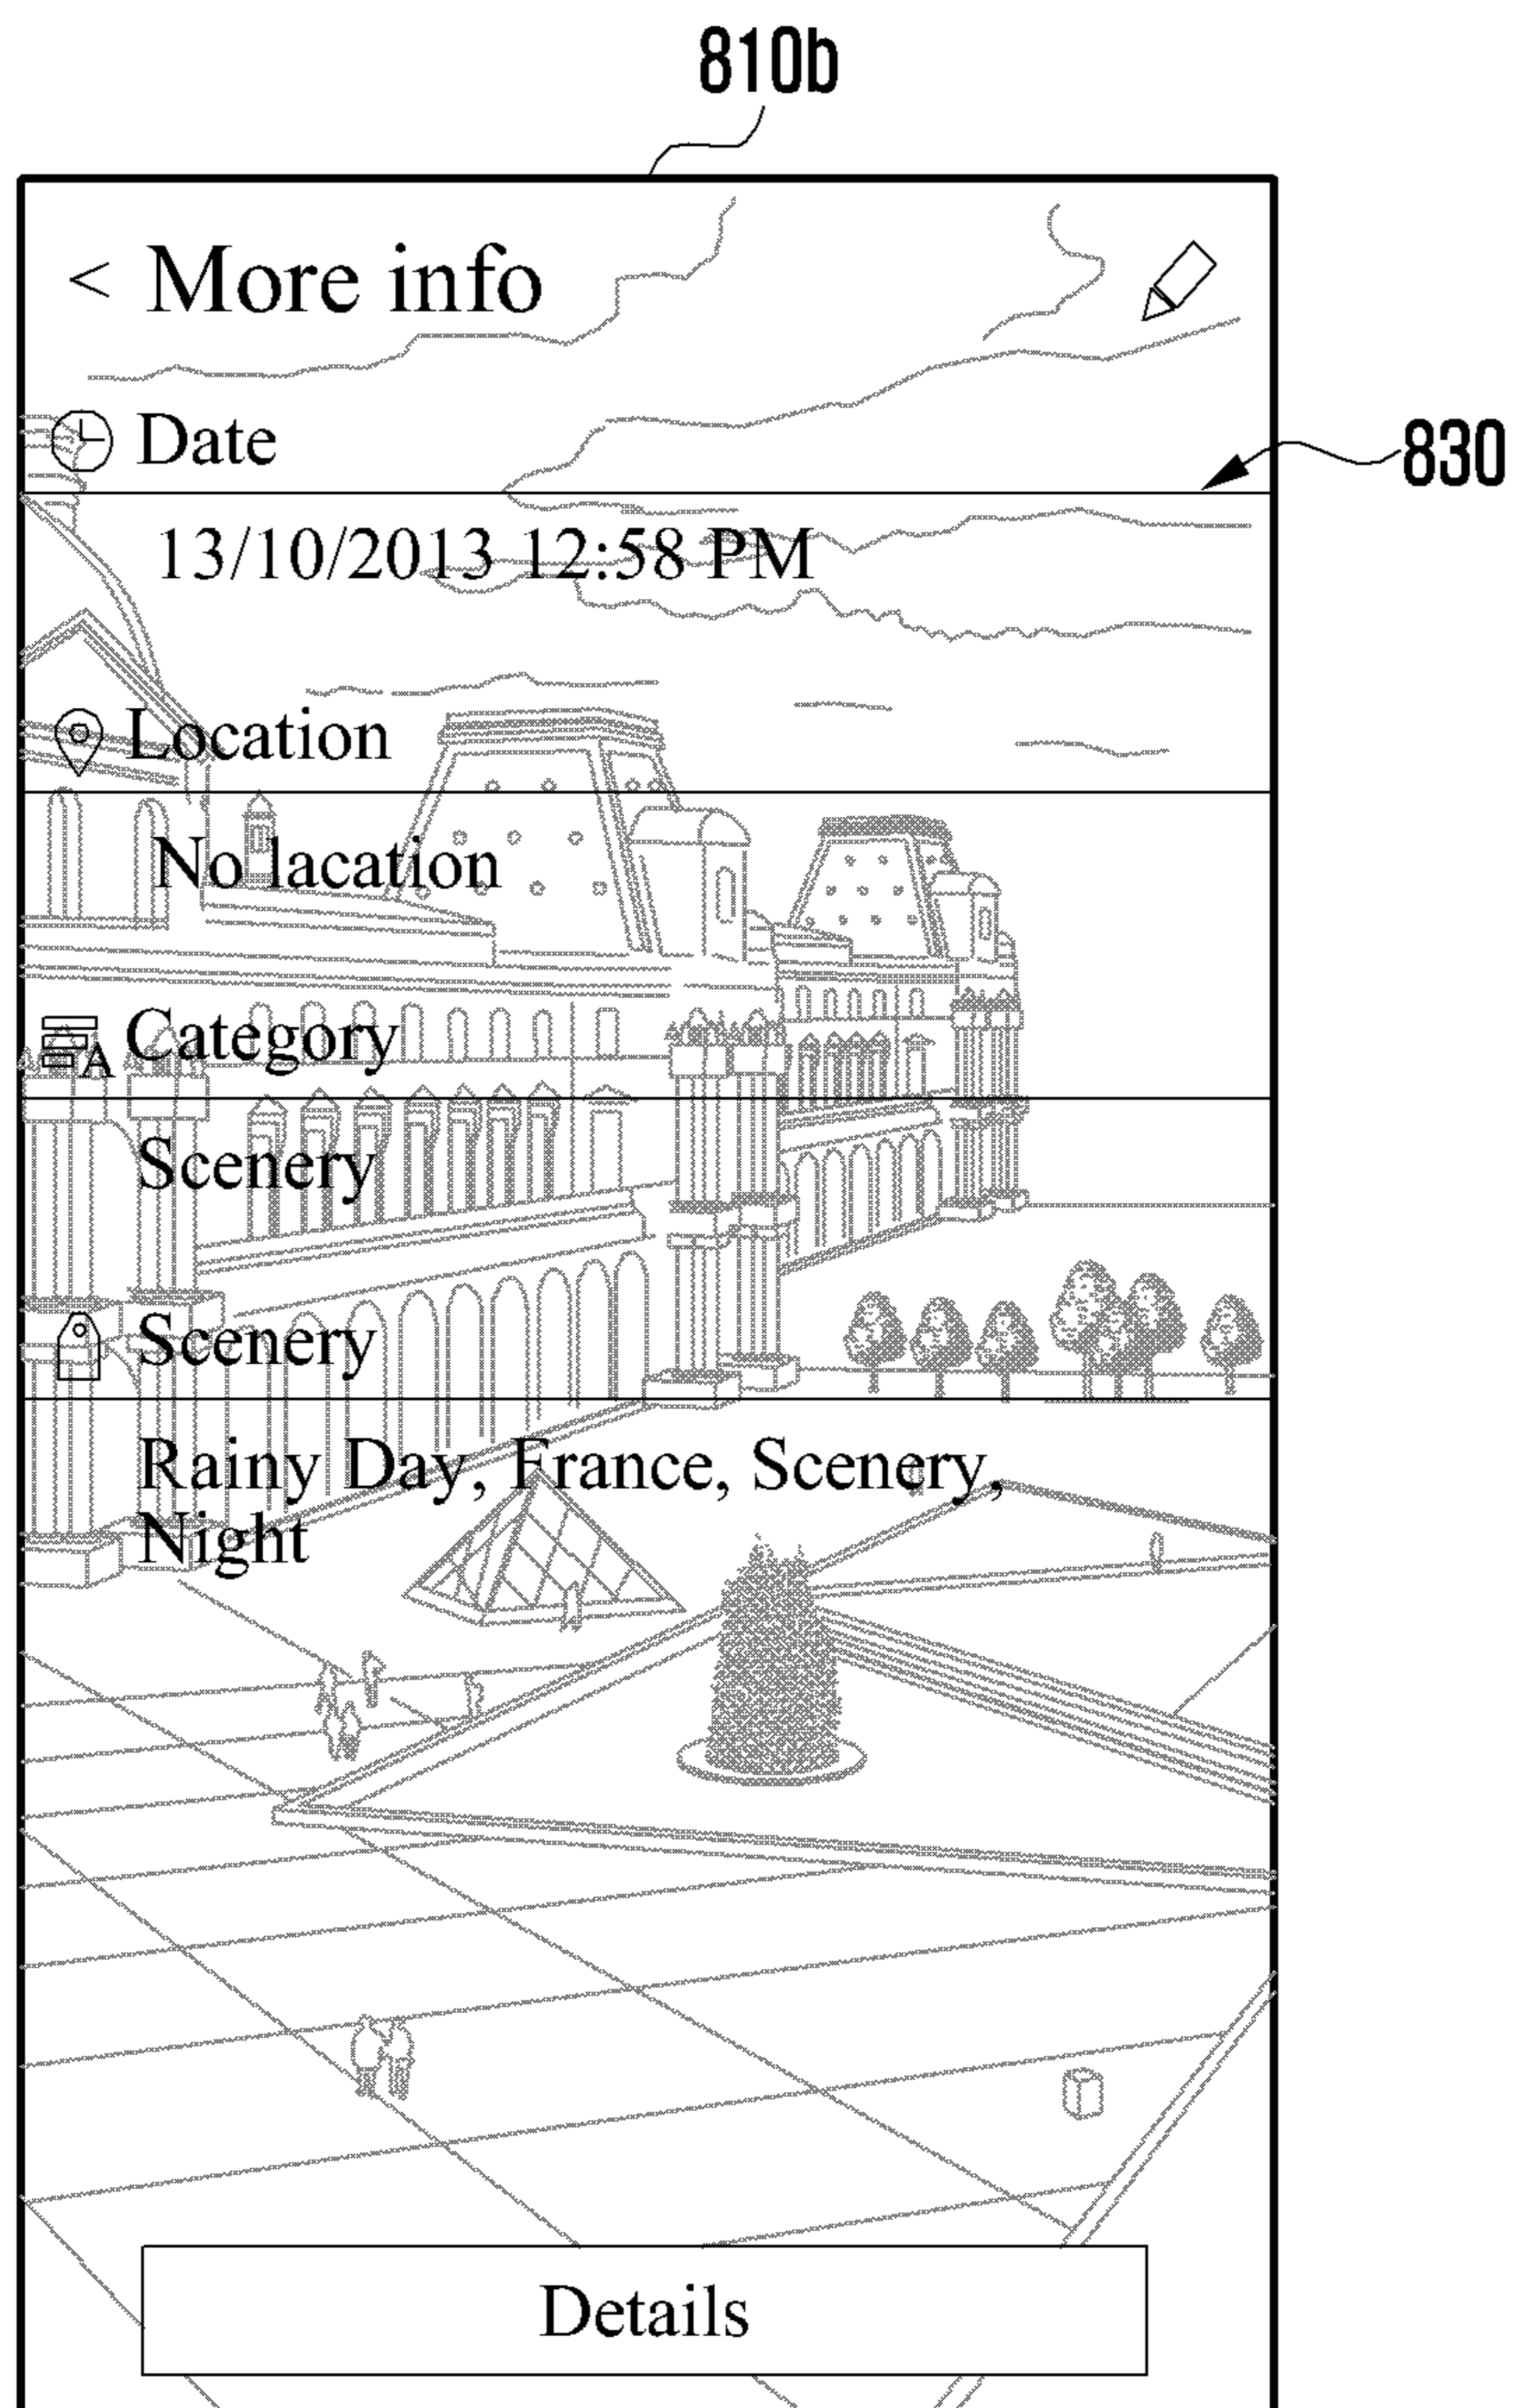 810b
< More info
Date
830
13/10/2013 12:58 PM
Location
No lacation
A Category
Scenery
Scenery
Rainy Day, France, Scenery,
Night
Details